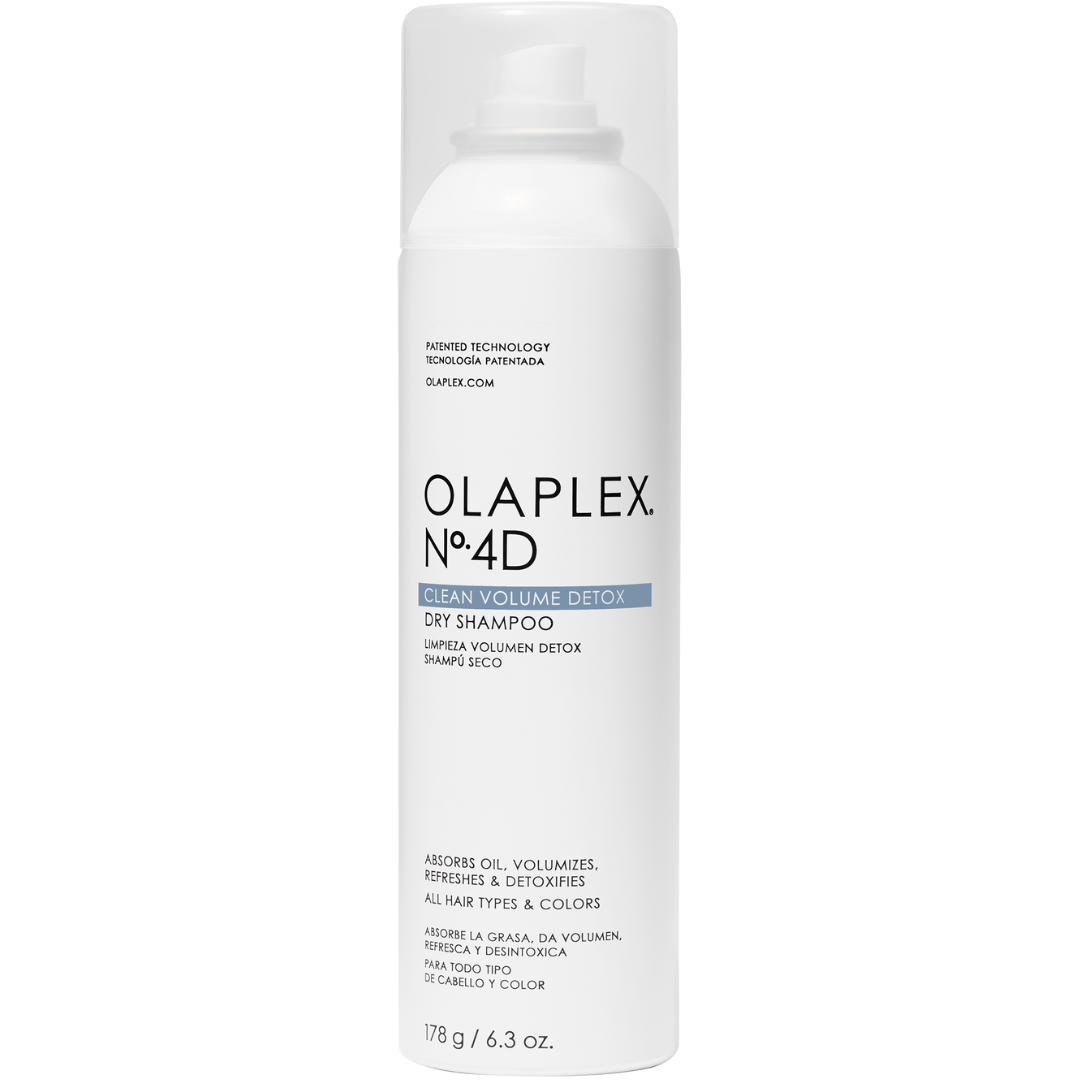 PATENTED TECHNOLOGY
TECNOLOGÍA PATENTADA
OLAPLEX.COM
OLAPLEX®
Nº.4D
CLEAN VOLUME DETOX
DRY SHAMPOO
LIMPIEZA VOLUMEN DETOX
SHAMPÚ SECO
ABSORBS OIL, VOLUMIZES,
REFRESHES & DETOXIFIES
ALL HAIR TYPES & COLORS
ABSORBE LA GRASA, DA VOLUMEN,
REFRESCA Y DESINTOXICA
PARA TODO TIPO
DE CABELLO Y COLOR
178 g / 6.3 oz.